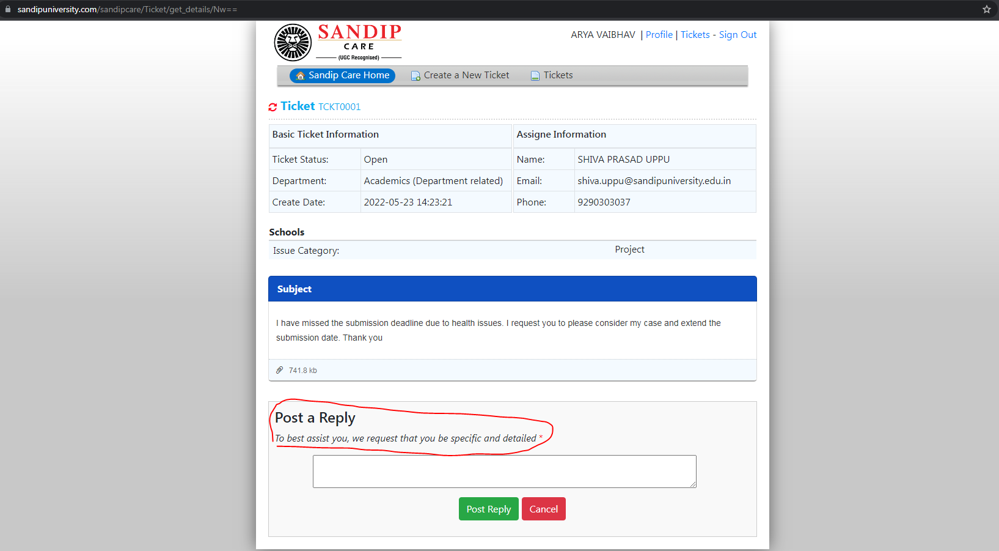 sandipuniversity.com/sandipcare/Ticket/get_details/Nw==
SANDIP
CARE
(UGC Recognised)
ARYA VAIBHAV | Profile | Tickets - Sign Out
Sandip Care Home Create a New Ticket Tickets
Ticket TCKT0001
Basic Ticket Information
Ticket Status: Open
Department: Academics (Department related)
Create Date: 2022-05-23 14:23:21
Assigne Information
Name: SHIVA PRASAD UPPU
Email: shiva.uppu@sandipuniversity.edu.in
Phone: 9290303037
Schools
Issue Category: Project
Subject
I have missed the submission deadline due to health issues. I request you to please consider my case and extend the
submission date. Thank you
741.8 kb
Post a Reply
To best assist you, we request that you be specific and detailed *
Post Reply Cancel